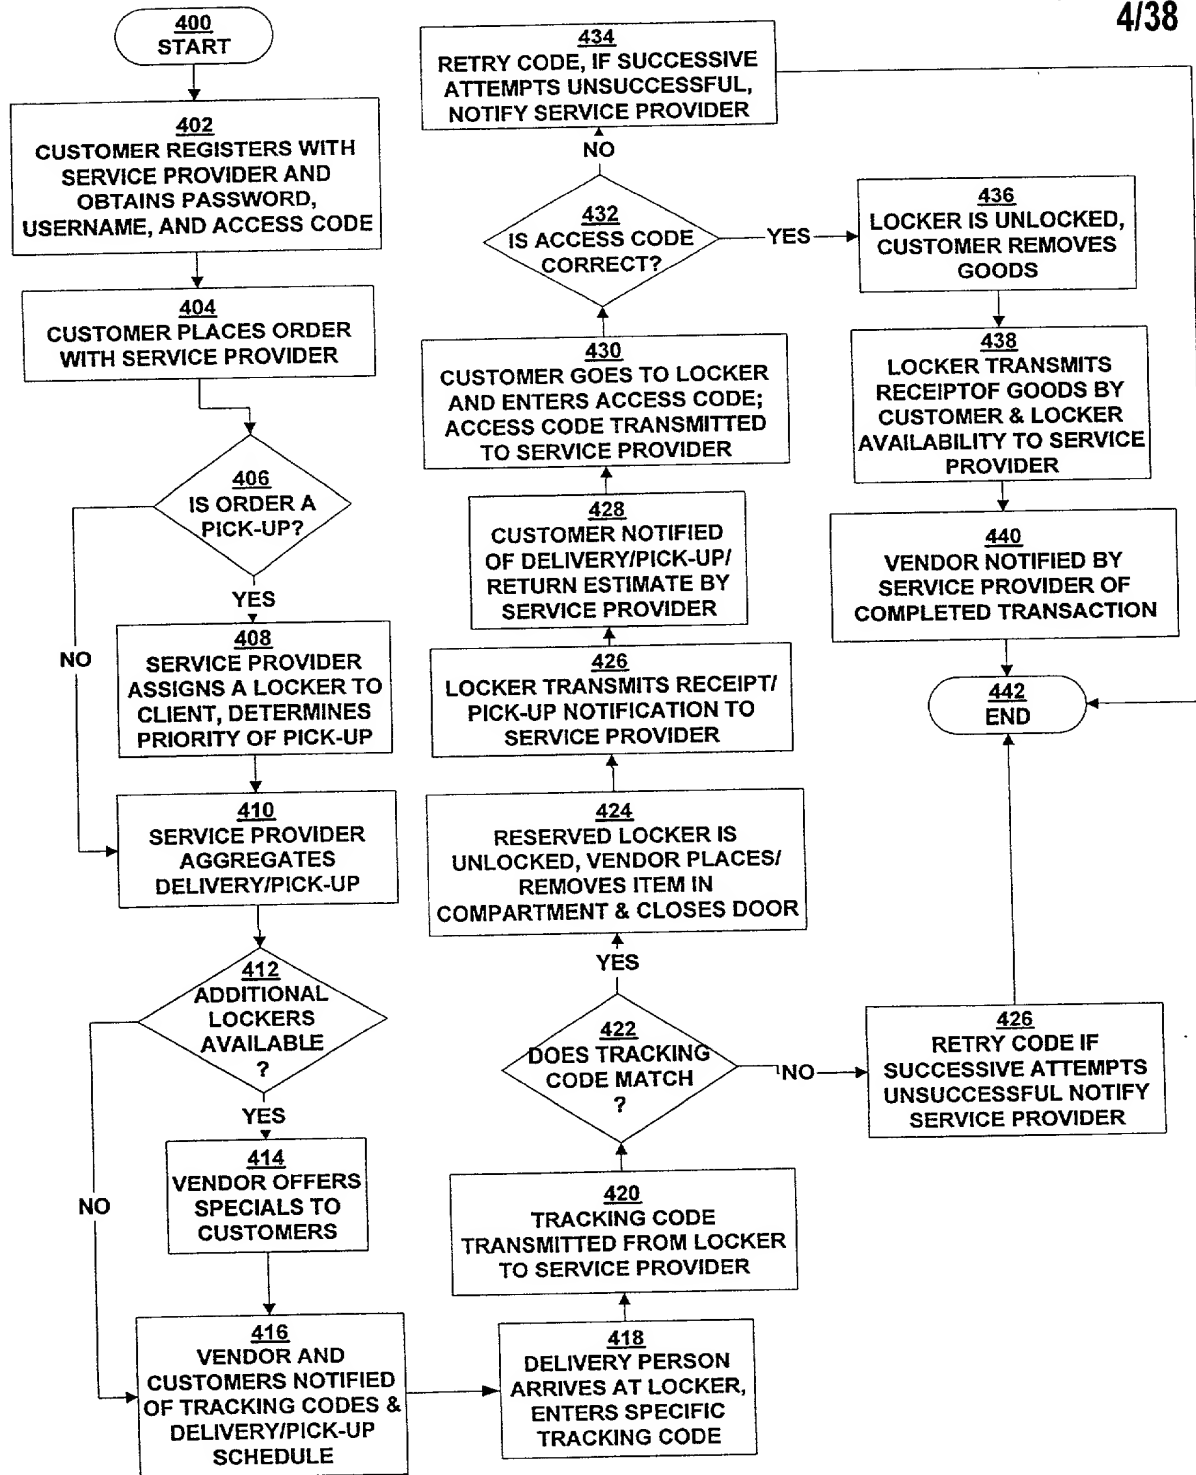 4/38
400
START
402
CUSTOMER REGISTERS WITH
SERVICE PROVIDER AND
OBTAINS PASSWORD,
USERNAME, AND ACCESS CODE
404
CUSTOMER PLACES ORDER
WITH SERVICE PROVIDER
406
IS ORDER A
PICK-UP?
YES
NO
408
SERVICE PROVIDER
ASSIGNS A LOCKER TO
CLIENT, DETERMINES
PRIORITY OF PICK-UP
410
SERVICE PROVIDER
AGGREGATES
DELIVERY/PICK-UP
412
ADDITIONAL
LOCKERS
AVAILABLE
?
YES
NO
414
VENDOR OFFERS
SPECIALS TO
CUSTOMERS
416
VENDOR AND
CUSTOMERS NOTIFIED
OF TRACKING CODES &
DELIVERY/PICK-UP
SCHEDULE
418
DELIVERY PERSON
ARRIVES AT LOCKER,
ENTERS SPECIFIC
TRACKING CODE
420
TRACKING CODE
TRANSMITTED FROM LOCKER
TO SERVICE PROVIDER
422
DOES TRACKING
CODE MATCH
?
NO
426
RETRY CODE IF
SUCCESSIVE ATTEMPTS
UNSUCCESSFUL NOTIFY
SERVICE PROVIDER
YES
424
RESERVED LOCKER IS
UNLOCKED, VENDOR PLACES/
REMOVES ITEM IN
COMPARTMENT & CLOSES DOOR
426
LOCKER TRANSMITS RECEIPT/
PICK-UP NOTIFICATION TO
SERVICE PROVIDER
428
CUSTOMER NOTIFIED
OF DELIVERY/PICK-UP/
RETURN ESTIMATE BY
SERVICE PROVIDER
430
CUSTOMER GOES TO LOCKER
AND ENTERS ACCESS CODE;
ACCESS CODE TRANSMITTED
TO SERVICE PROVIDER
432
IS ACCESS CODE
CORRECT?
NO
434
RETRY CODE, IF SUCCESSIVE
ATTEMPTS UNSUCCESSFUL,
NOTIFY SERVICE PROVIDER
YES
436
LOCKER IS UNLOCKED,
CUSTOMER REMOVES
GOODS
438
LOCKER TRANSMITS
RECEIPTOF GOODS BY
CUSTOMER & LOCKER
AVAILABILITY TO SERVICE
PROVIDER
440
VENDOR NOTIFIED BY
SERVICE PROVIDER OF
COMPLETED TRANSACTION
442
END